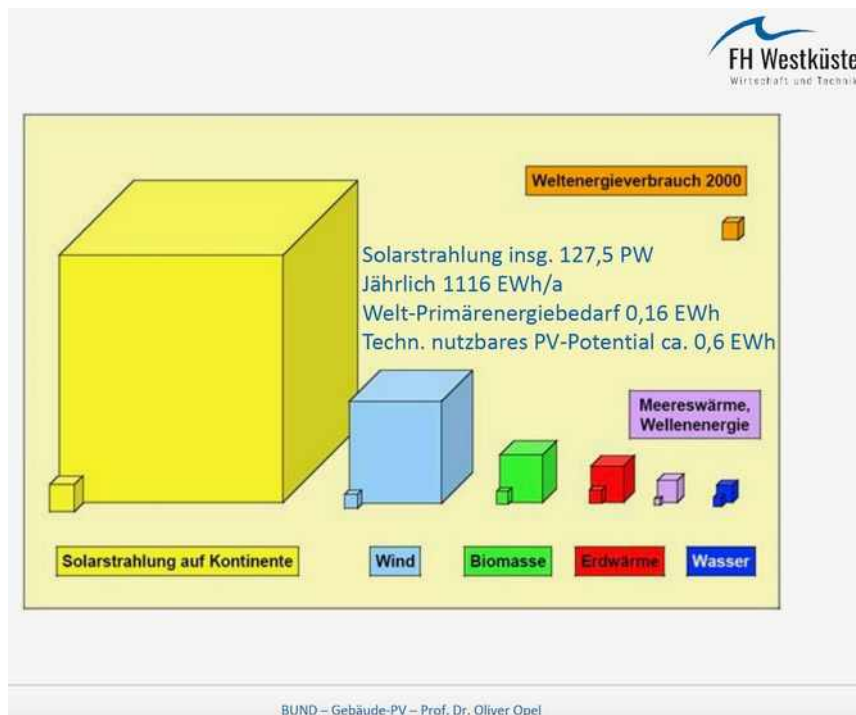 FH Westküste
Wirtschaft und Technik
Weltenergieverbrauch 2000
Solarstrahlung insg. 127,5 PW
Jährlich 1116 EWh/a
Welt-Primärenergiebedarf 0,16 EWh
Techn. nutzbares PV-Potential ca. 0,6 EWh
Meereswärme,
Wellenenergie
Solarstrahlung auf Kontinente
Wind
Biomasse
Erdwärme
Wasser
BUND – Gebäude-PV – Prof. Dr. Oliver Opel